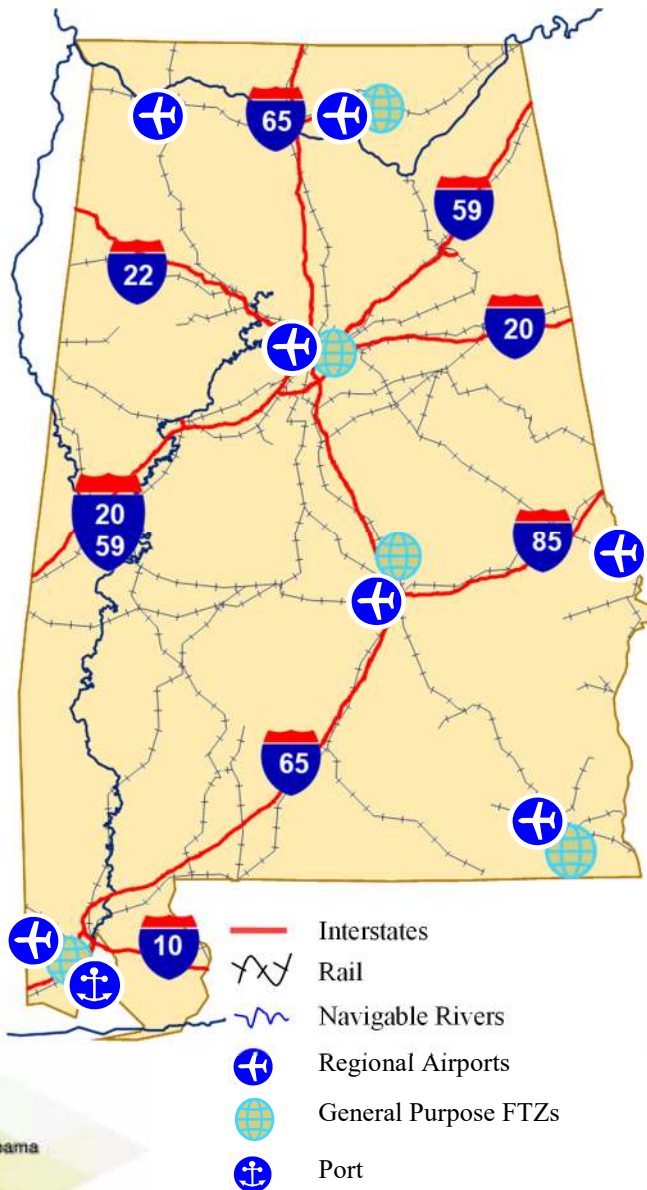 65
59
22
20
20
59
85
65
10
Interstates
Rail
Navigable Rivers
Regional Airports
General Purpose FTZs
Port